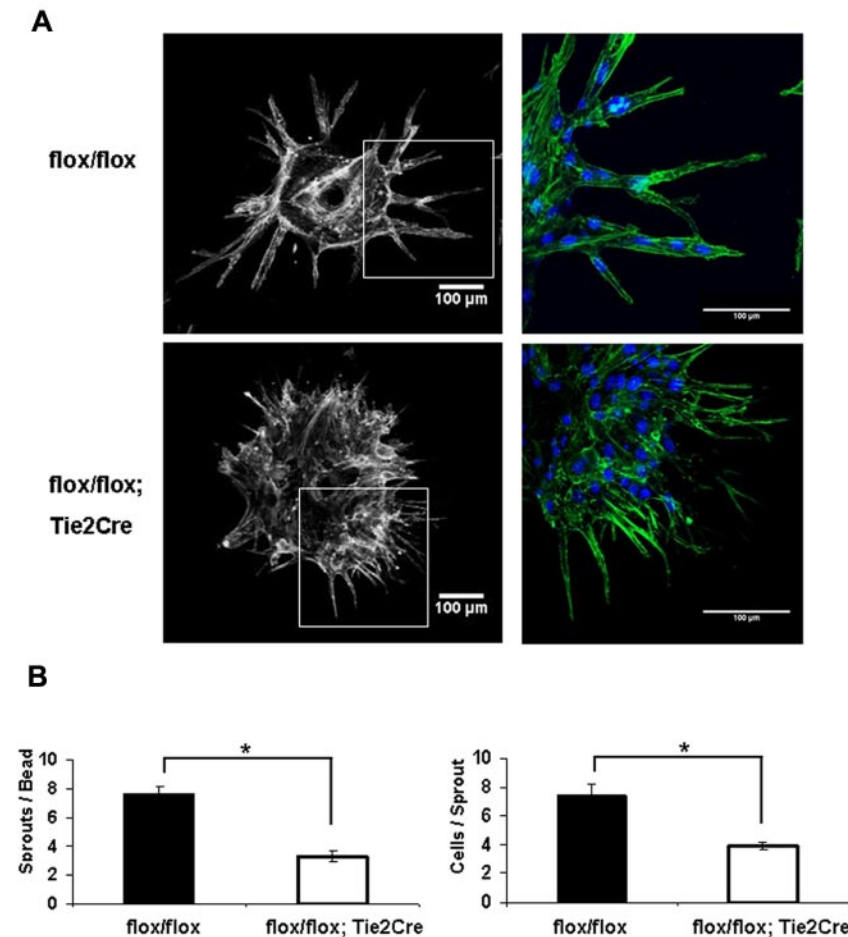 A
flox/flox
100 µm
100 µm
flox/flox;
Tie2Cre
100 µm
100 µm
B
Sprouts / Bead
10
8
6
4
2
0
*
flox/flox
flox/flox; Tie2Cre
Cells / Sprout
10
8
6
4
2
0
*
flox/flox
flox/flox; Tie2Cre